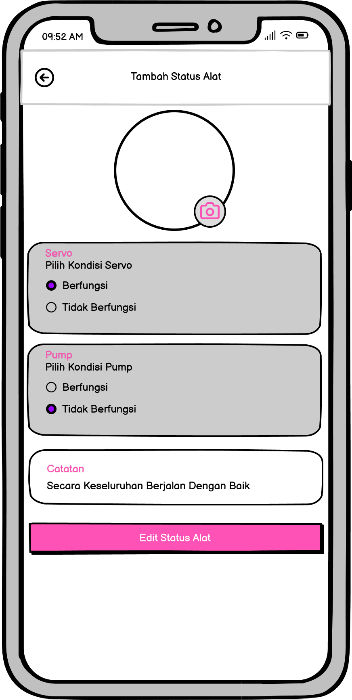 09:52 AM
Tambah Status Alat
Servo
Pilih Kondisi Servo
Berfungsi
Tidak Berfungsi
Pump
Pilih Kondisi Pump
Berfungsi
Tidak Berfungsi
Catatan
Secara Keseluruhan Berjalan Dengan Baik
Edit Status Alat